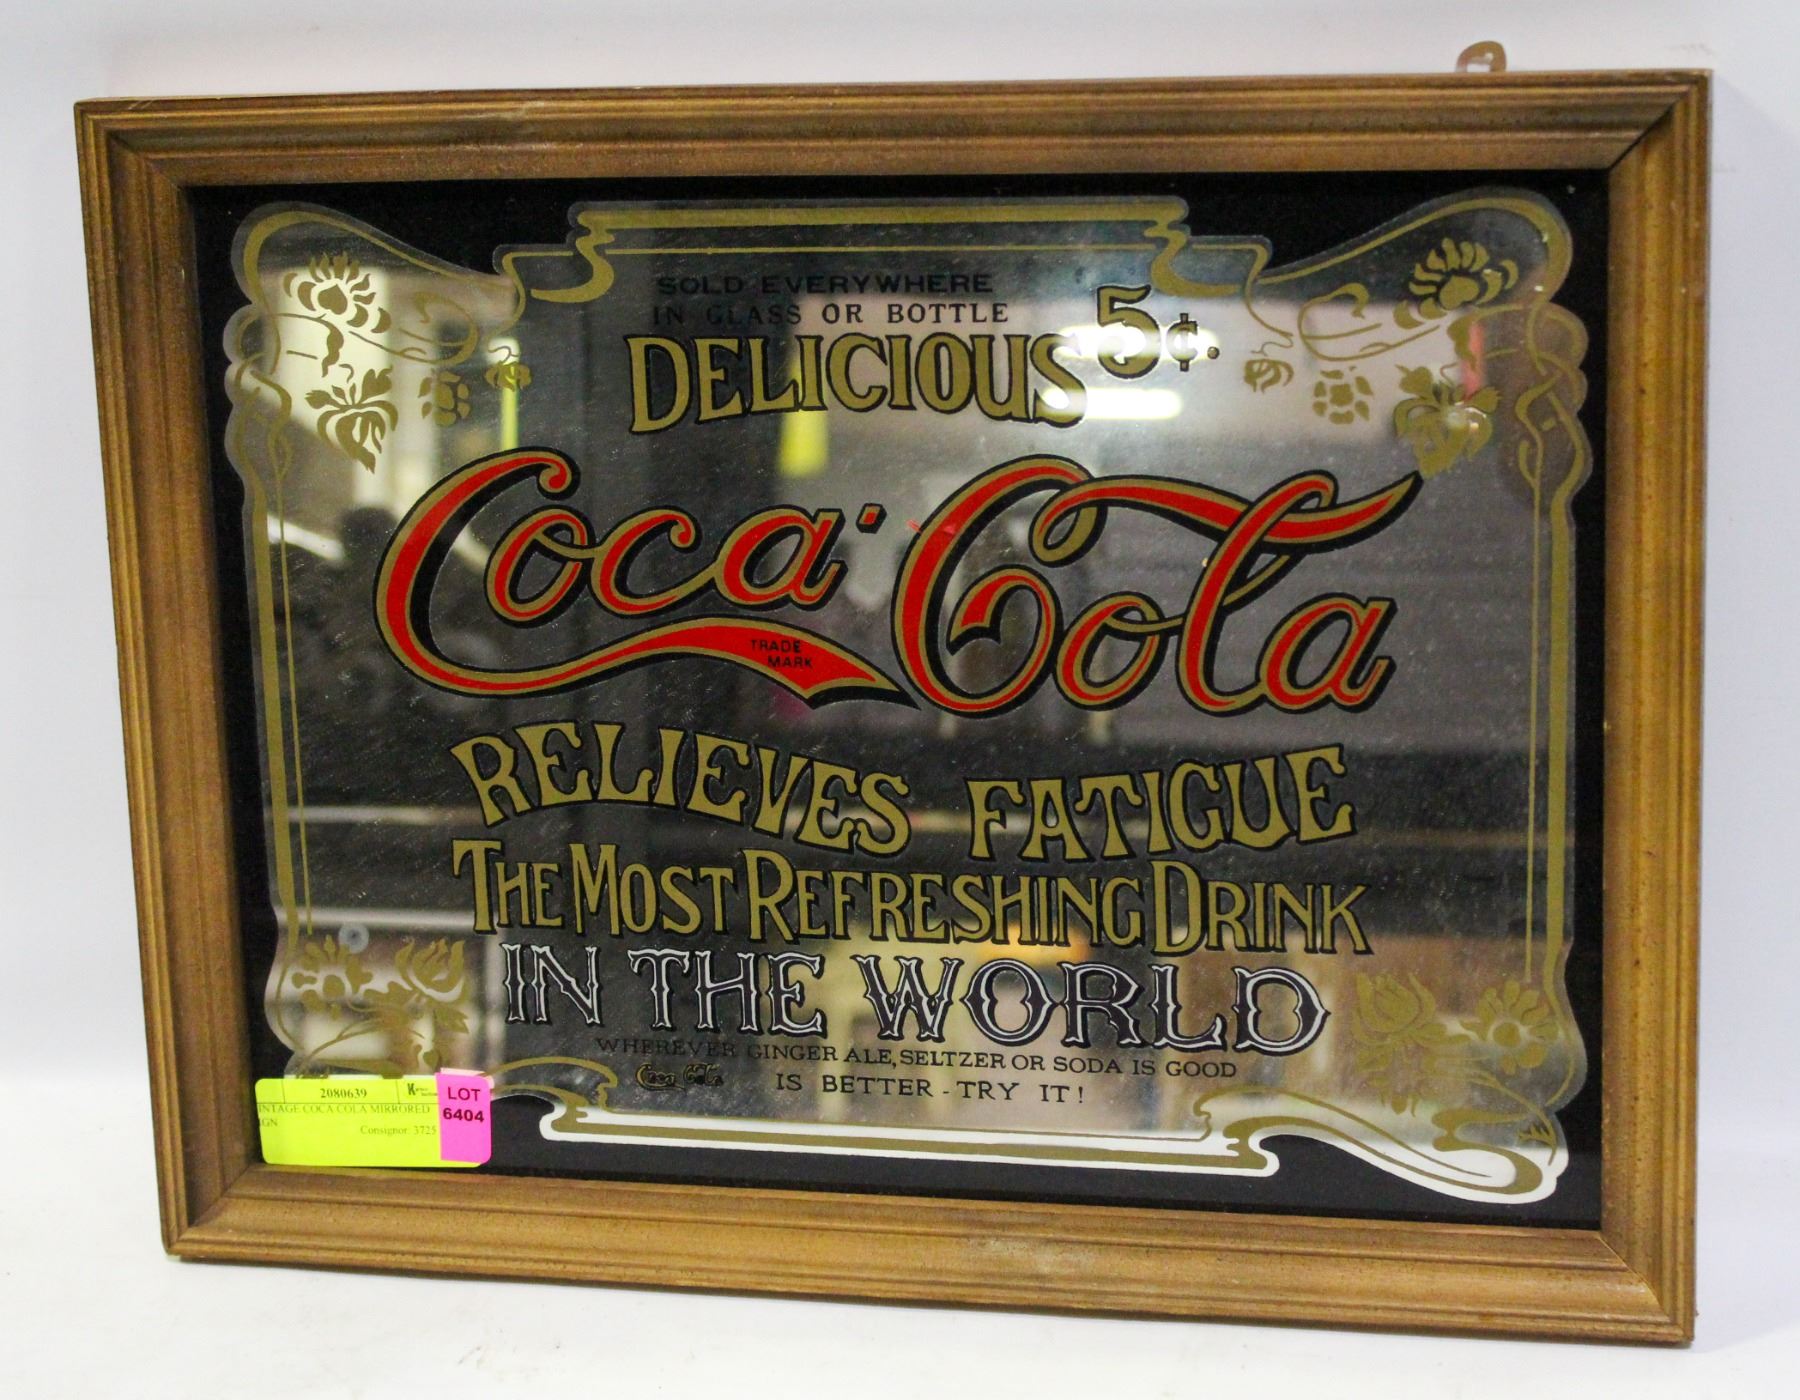 SOLD EVERYWHERE
IN GLASS OR BOTTLE
DELICIOUS 5¢.
Coca·Cola
TRADE
MARK
RELIEVES FATIGUE
THE MOST REFRESHING DRINK
IN THE WORLD
WHEREVER GINGER ALE, SELTZER OR SODA IS GOOD
Coca Cola IS BETTER - TRY IT!
2080639
LOT
6404
INTAGE COCA COLA MIRRORED
IGN
Consignor: 3725